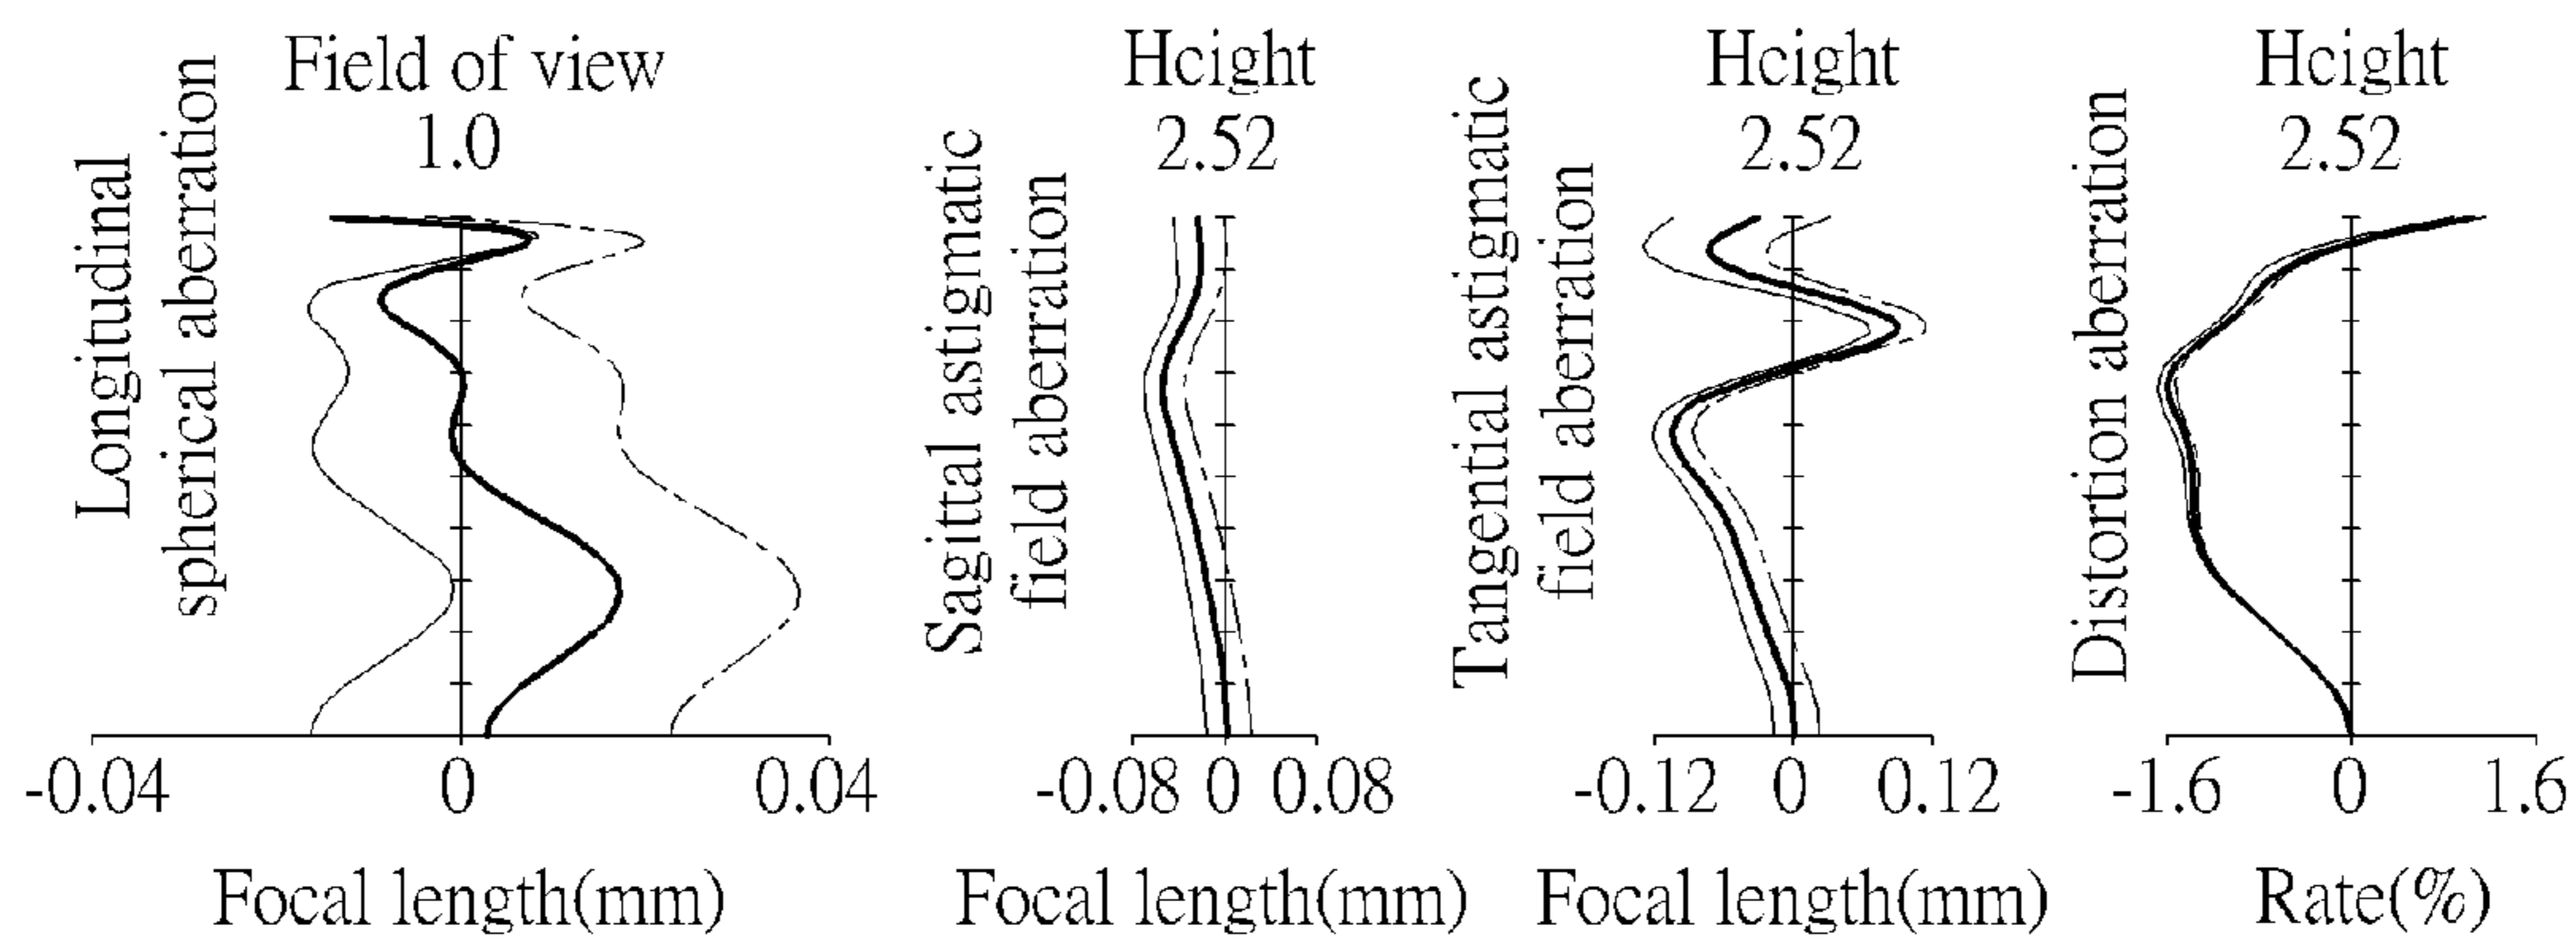 Longitudinal
spherical aberration
Field of view
1.0
-0.04 0 0.04
Focal length(mm)
Sagittal astigmatic
field aberration
Hcight
2.52
-0.08 0 0.08
Focal length(mm)
Tangential astigmatic
field aberration
Hcight
2.52
-0.12 0 0.12
Focal length(mm)
Distortion aberration
Hcight
2.52
-1.6 0 1.6
Rate(%)